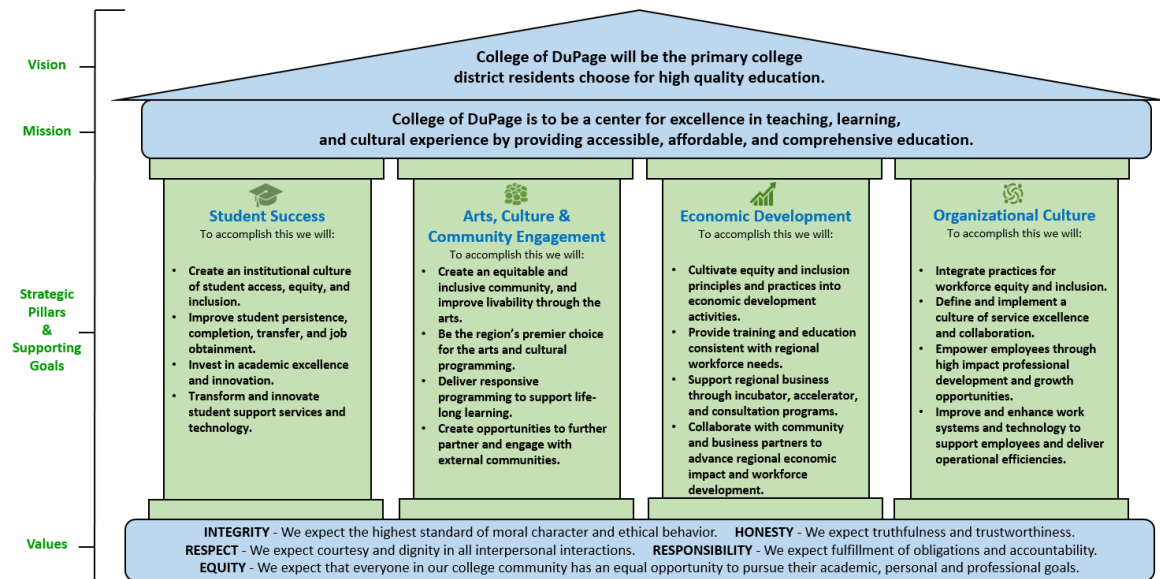 Vision
College of DuPage will be the primary college
district residents choose for high quality education.
Mission
College of DuPage is to be a center for excellence in teaching, learning,
and cultural experience by providing accessible, affordable, and comprehensive education.
Strategic
Pillars
&
Supporting
Goals
Student Success
To accomplish this we will:
• Create an institutional culture
of student access, equity, and
inclusion.
• Improve student persistence,
completion, transfer, and job
obtainment.
• Invest in academic excellence
and innovation.
• Transform and innovate
student support services and
technology.
Arts, Culture &
Community Engagement
To accomplish this we will:
• Create an equitable and
inclusive community, and
improve livability through the
arts.
• Be the region's premier choice
for the arts and cultural
programming.
• Deliver responsive
programming to support life-
long learning.
• Create opportunities to further
partner and engage with
external communities.
Economic Development
To accomplish this we will:
• Cultivate equity and inclusion
principles and practices into
economic development
activities.
• Provide training and education
consistent with regional
workforce needs.
• Support regional business
through incubator, accelerator,
and consultation programs.
• Collaborate with community
and business partners to
advance regional economic
impact and workforce
development.
Organizational Culture
To accomplish this we will:
• Integrate practices for
workforce equity and inclusion.
• Define and implement a
culture of service excellence
and collaboration.
• Empower employees through
high impact professional
development and growth
opportunities.
• Improve and enhance work
systems and technology to
support employees and deliver
operational efficiencies.
Values
INTEGRITY - We expect the highest standard of moral character and ethical behavior. HONESTY - We expect truthfulness and trustworthiness.
RESPECT - We expect courtesy and dignity in all interpersonal interactions. RESPONSIBILITY - We expect fulfillment of obligations and accountability.
EQUITY - We expect that everyone in our college community has an equal opportunity to pursue their academic, personal and professional goals.